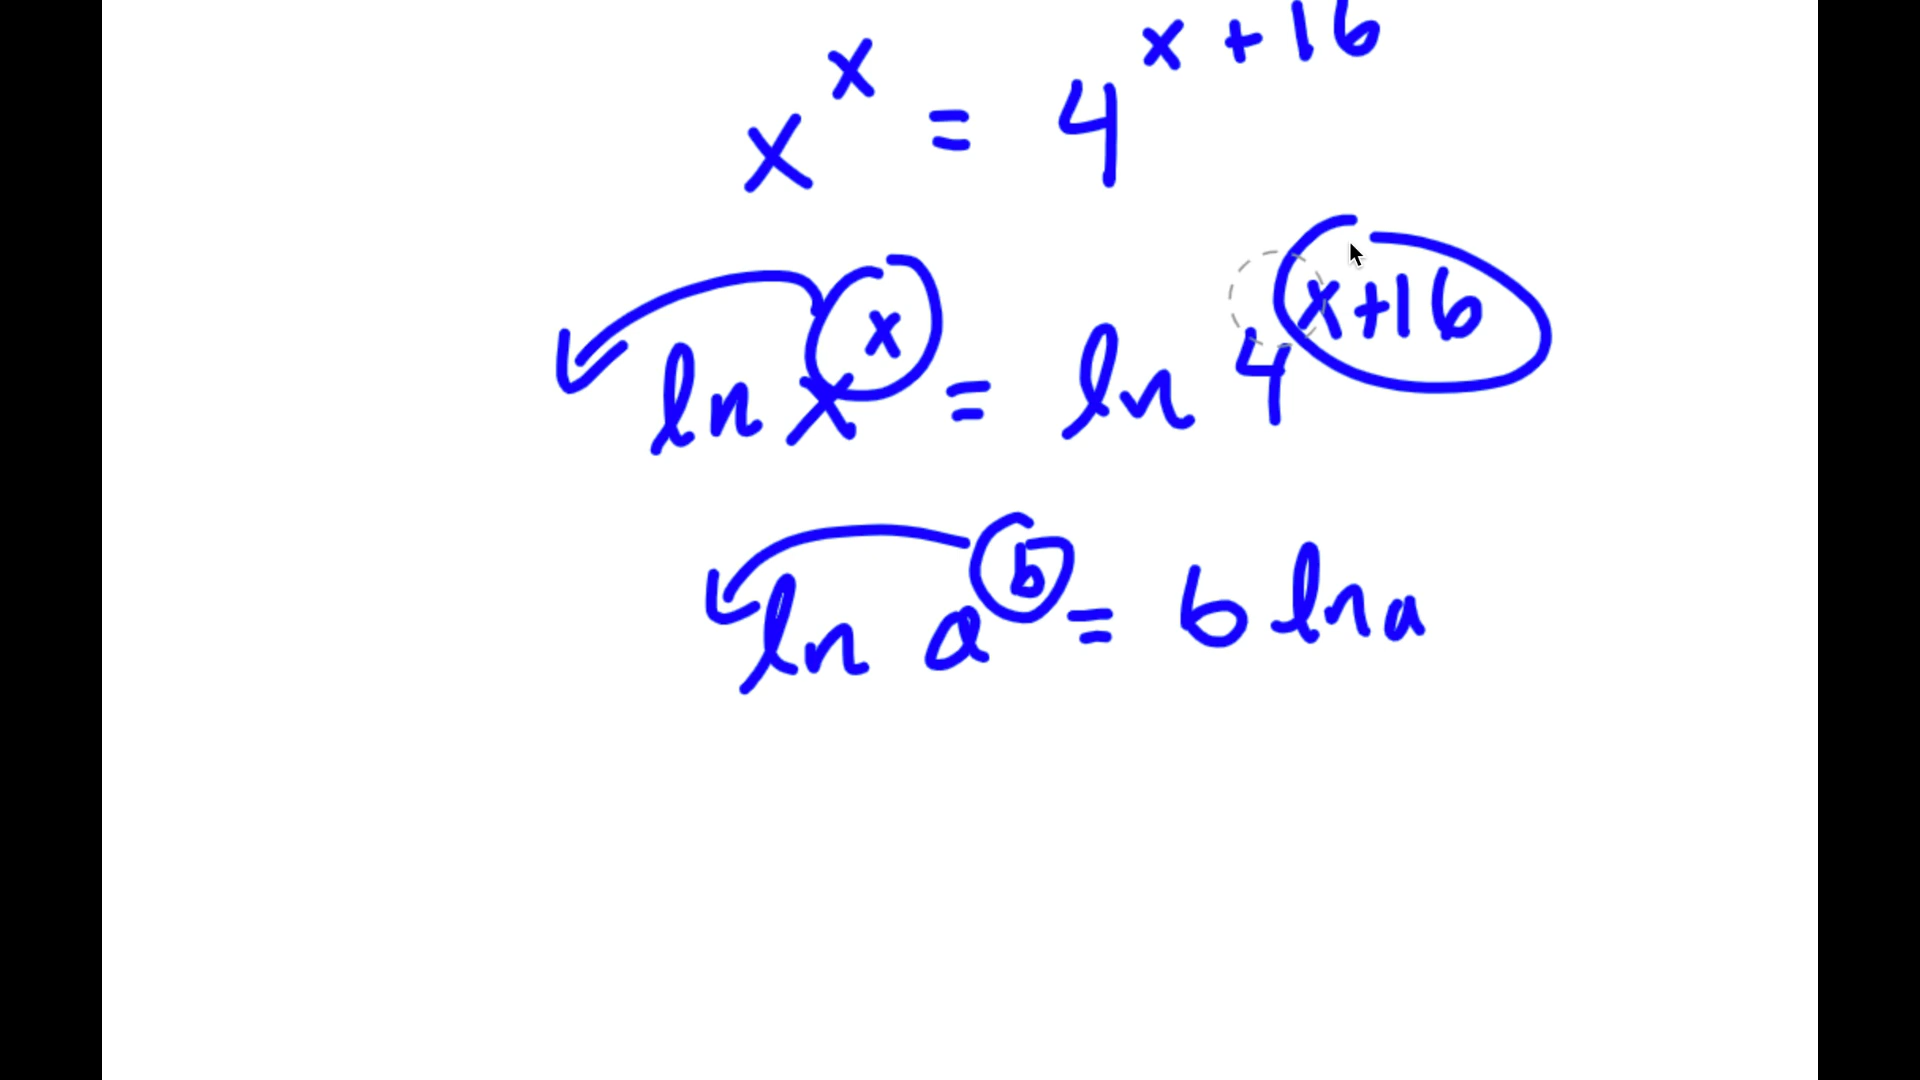 x^x = 4^{x+16}
ln x^x = ln 4^{x+16}
ln a^b = b ln a